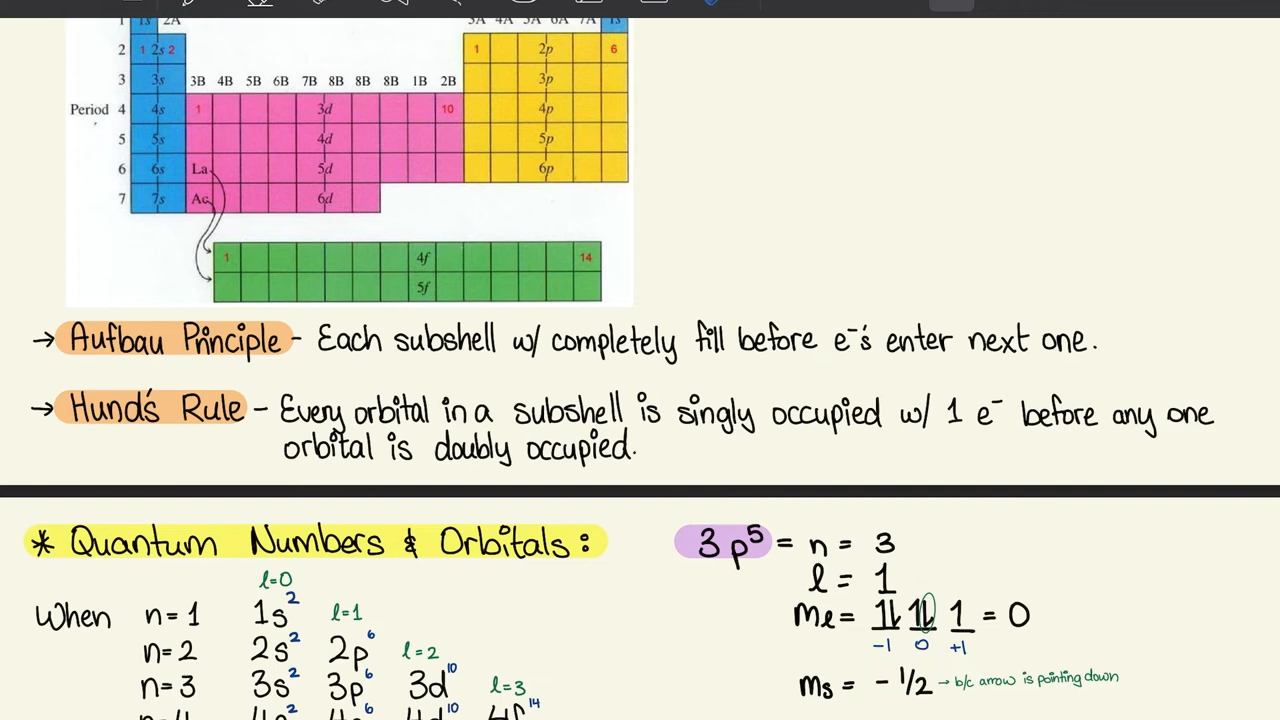 1 1s 2A 3A 4A 5A 6A 7A 1s
2 1 2s 2 1 2p 6
3 3s 3B 4B 5B 6B 7B 8B 8B 8B 1B 2B 3p
Period 4 4s 1 3d 10 4p
5 5s 4d 5p
6 6s La 5d 6p
7 7s Ac 6d
1 4f 14
5f
→ Aufbau Principle - Each subshell w/ completely fill before e⁻'s enter next one.
→ Hund's Rule - Every orbital in a subshell is singly occupied w/ 1 e⁻ before any one
orbital is doubly occupied.
* Quantum Numbers & Orbitals:
l=0
When n=1 1s² l=1
n=2 2s² 2p⁶ l=2
n=3 3s² 3p⁶ 3d¹⁰ l=3
3p⁵ = n = 3
l = 1
Ml = 1l 1l 1 = 0
-1 0 +1
Ms = -1/2 → b/c arrow is pointing down